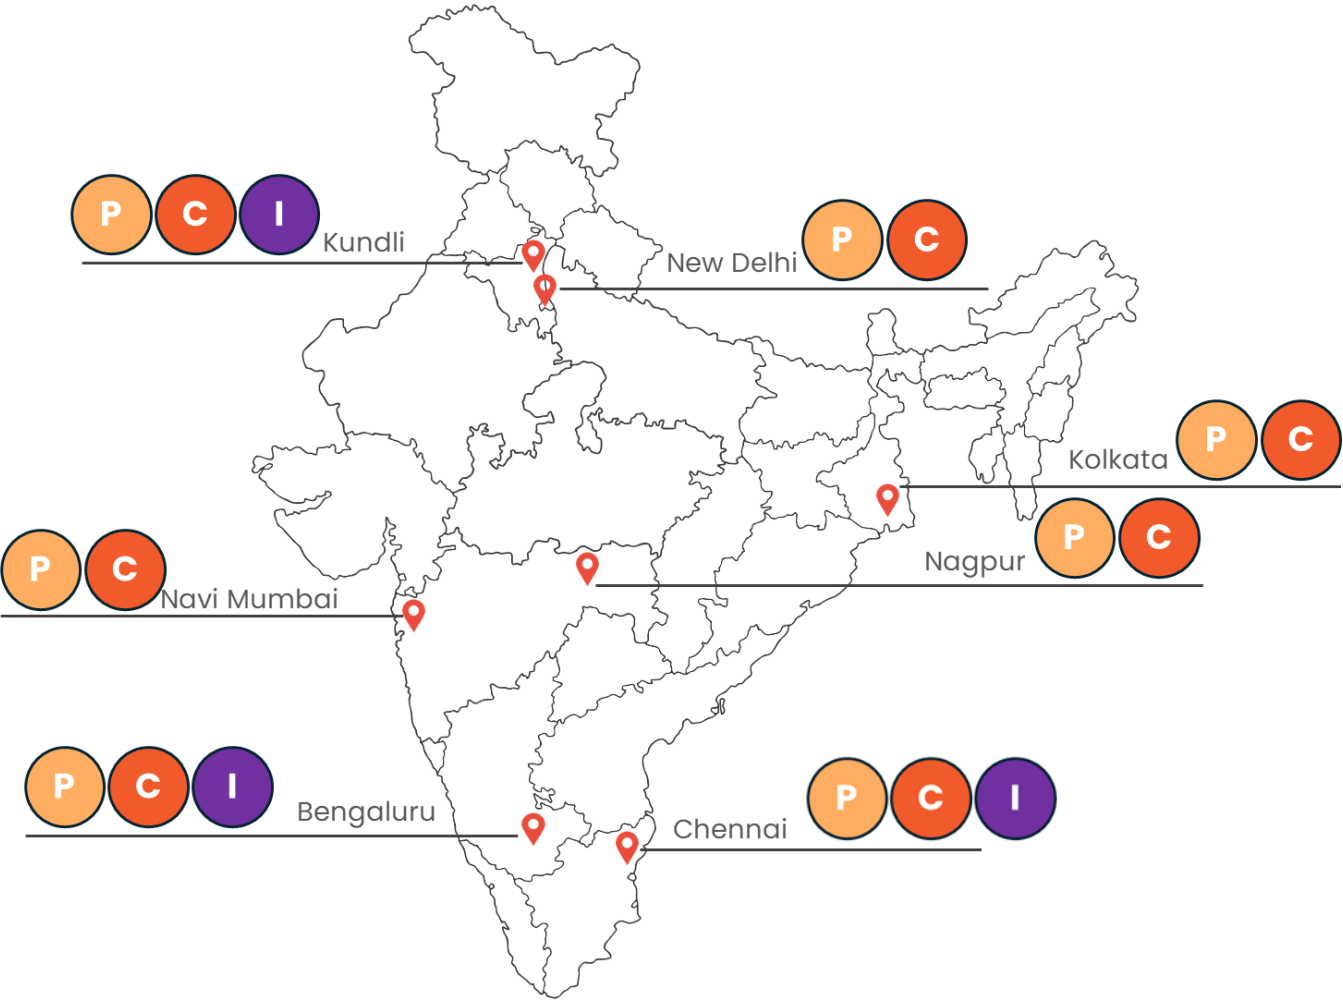 P C I
Kundli
P C
New Delhi
P C
Kolkata
P C
Nagpur
P C
Navi Mumbai
P C I
Bengaluru
P C I
Chennai